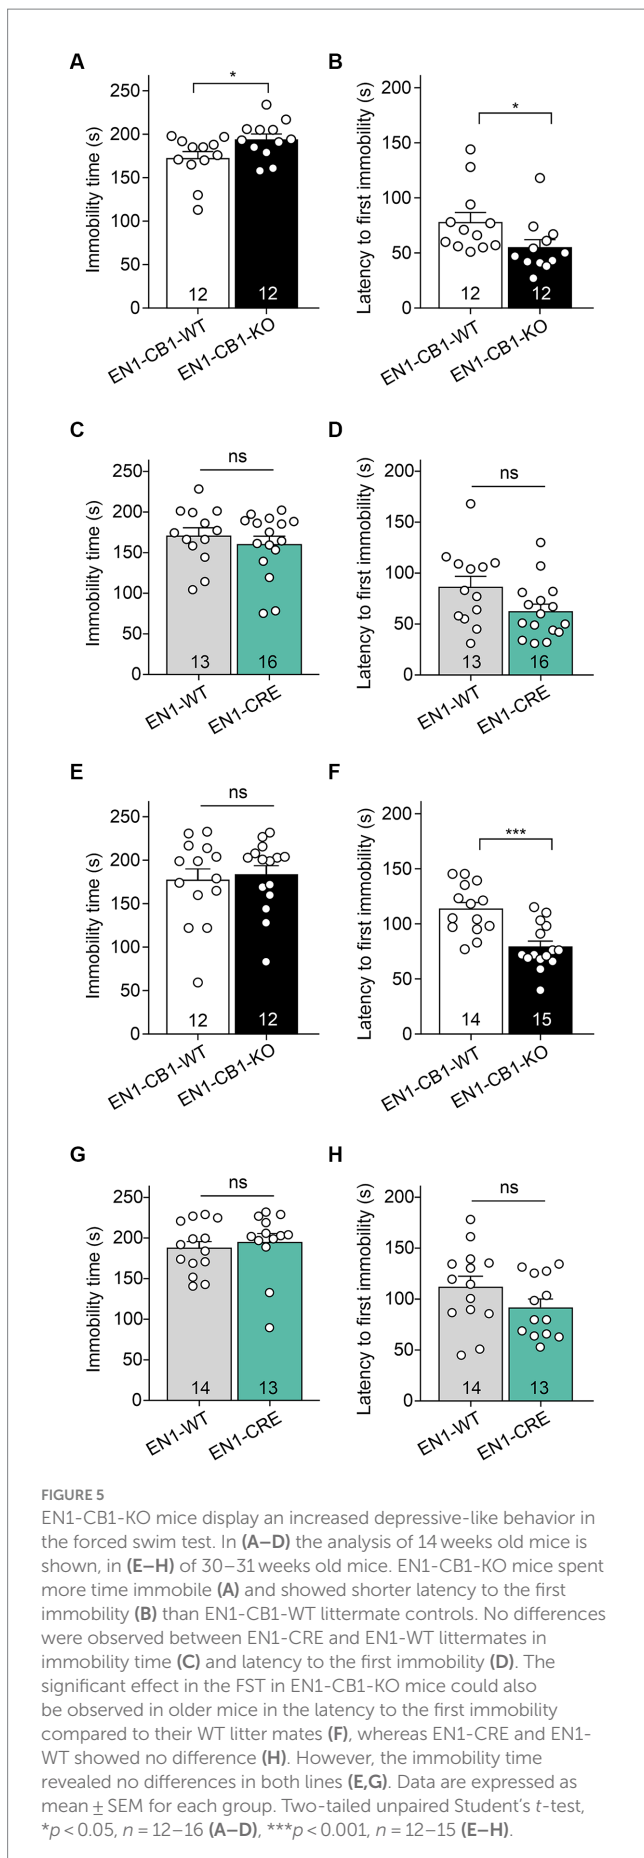 A
Immobility time (s)
250
200
150
100
50
0
*
12
12
EN1-CB1-WT
EN1-CB1-KO
B
Latency to first immobility (s)
200
150
100
50
0
*
12
12
EN1-CB1-WT
EN1-CB1-KO
C
Immobility time (s)
250
200
150
100
50
0
ns
13
16
EN1-WT
EN1-CRE
D
Latency to first immobility (s)
200
150
100
50
0
ns
13
16
EN1-WT
EN1-CRE
E
Immobility time (s)
250
200
150
100
50
0
ns
12
12
EN1-CB1-WT
EN1-CB1-KO
F
Latency to first immobility (s)
200
150
100
50
0
***
14
15
EN1-CB1-WT
EN1-CB1-KO
G
Immobility time (s)
250
200
150
100
50
0
ns
14
13
EN1-WT
EN1-CRE
H
Latency to first immobility (s)
200
150
100
50
0
ns
14
13
EN1-WT
EN1-CRE
FIGURE 5
EN1-CB1-KO mice display an increased depressive-like behavior in
the forced swim test. In (A–D) the analysis of 14 weeks old mice is
shown, in (E–H) of 30–31 weeks old mice. EN1-CB1-KO mice spent
more time immobile (A) and showed shorter latency to the first
immobility (B) than EN1-CB1-WT littermate controls. No differences
were observed between EN1-CRE and EN1-WT littermates in
immobility time (C) and latency to the first immobility (D). The
significant effect in the FST in EN1-CB1-KO mice could also
be observed in older mice in the latency to the first immobility
compared to their WT litter mates (F), whereas EN1-CRE and EN1-
WT showed no difference (H). However, the immobility time
revealed no differences in both lines (E,G). Data are expressed as
mean ± SEM for each group. Two-tailed unpaired Student’s t-test,
*p < 0.05, n = 12–16 (A–D), ***p < 0.001, n = 12–15 (E–H).